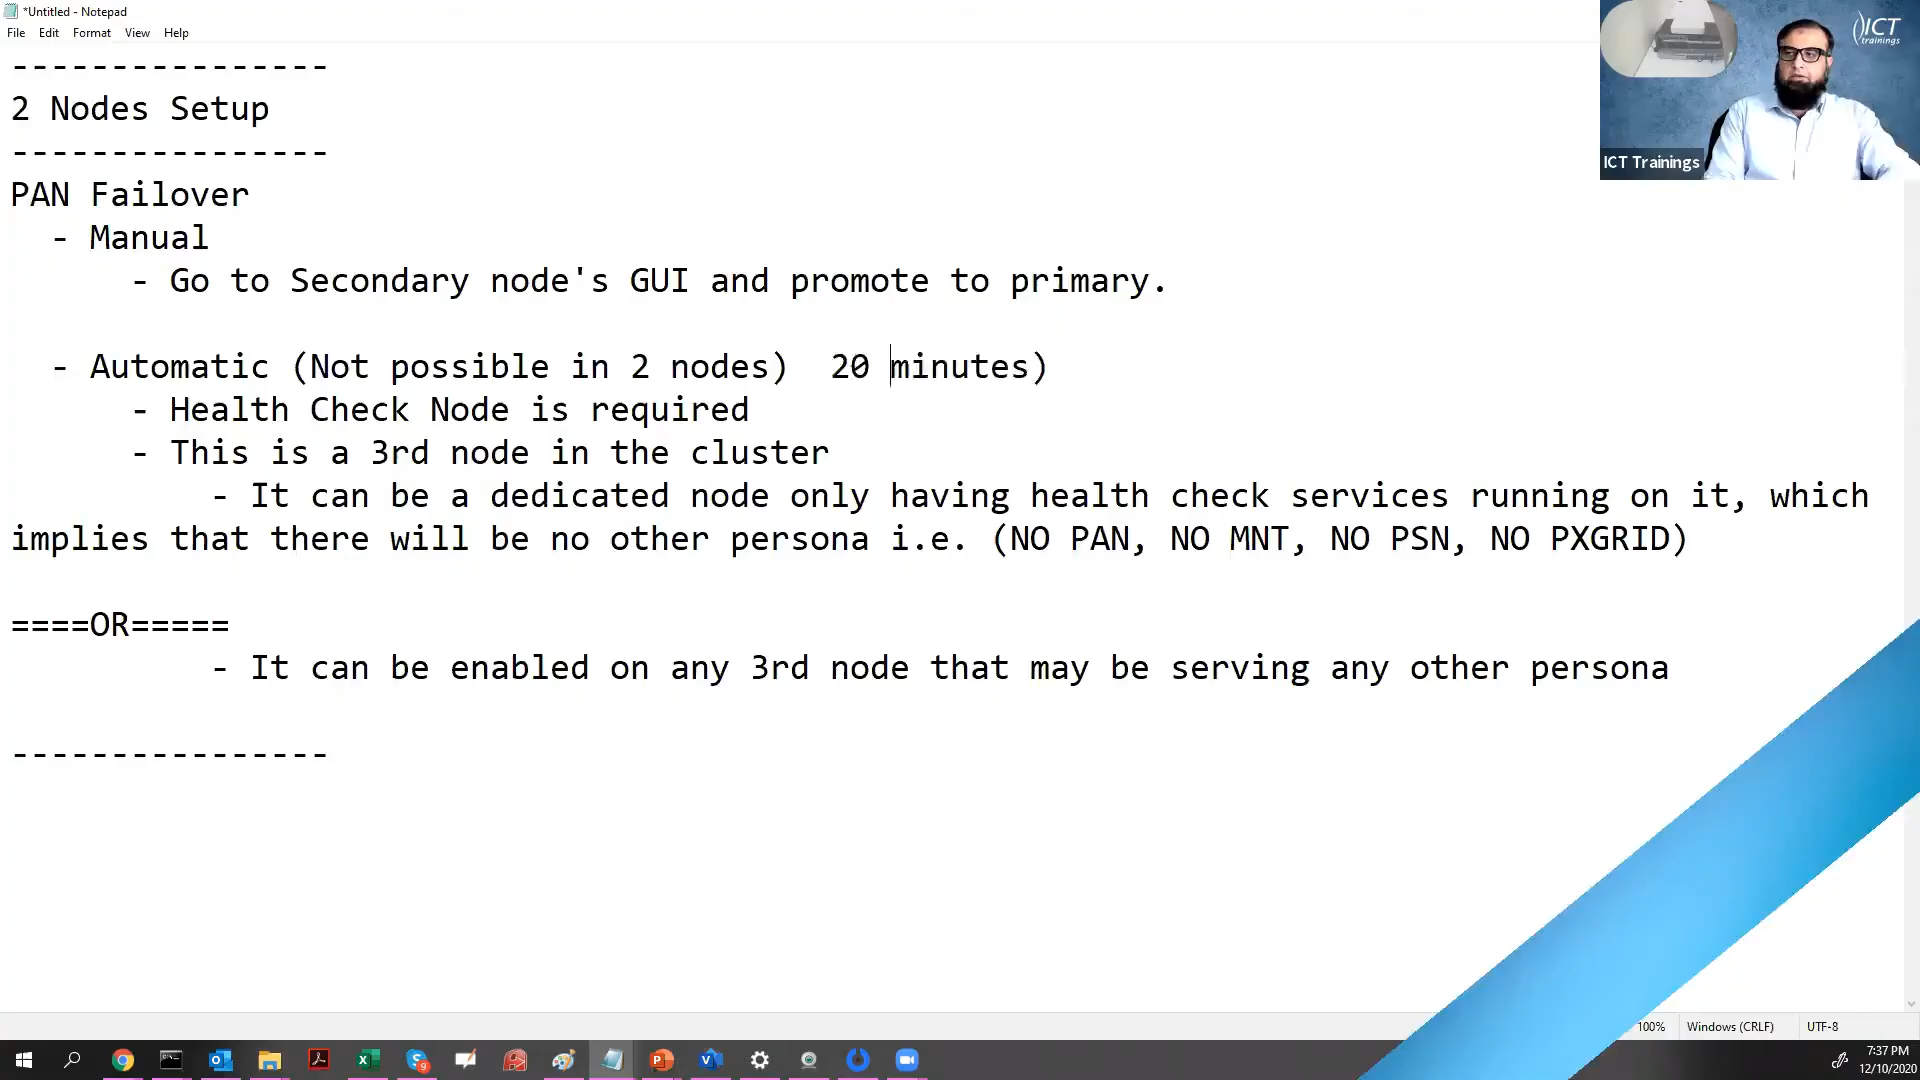 *Untitled - Notepad
File Edit Format View Help
----------------
2 Nodes Setup
----------------
PAN Failover
- Manual
- Go to Secondary node's GUI and promote to primary.
- Automatic (Not possible in 2 nodes)  20 minutes)
- Health Check Node is required
- This is a 3rd node in the cluster
- It can be a dedicated node only having health check services running on it, which
implies that there will be no other persona i.e. (NO PAN, NO MNT, NO PSN, NO PXGRID)
====OR=====
- It can be enabled on any 3rd node that may be serving any other persona
----------------
ICT
trainings
ICT Trainings
100% Windows (CRLF) UTF-8
7:37 PM
12/10/2020